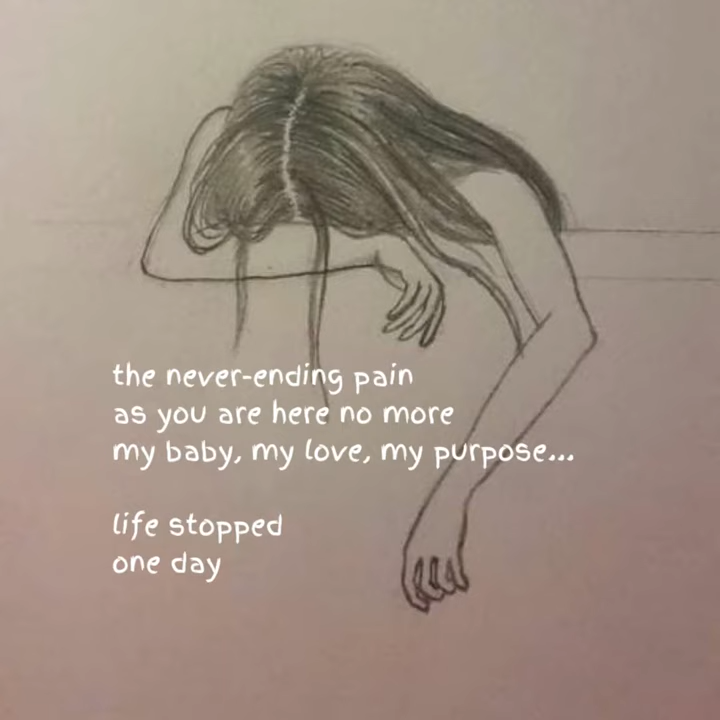 the never-ending pain
as you are here no more
my baby, my love, my purpose...
life stopped
one day